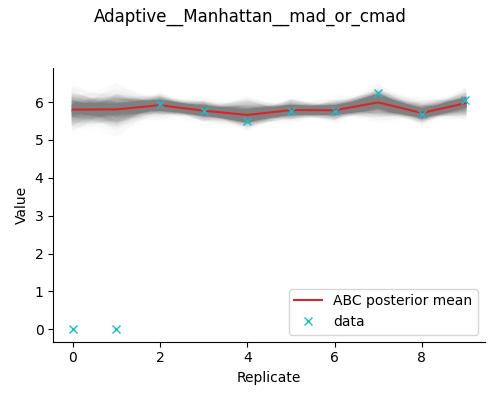 Adaptive__Manhattan__mad_or_cmad
6
5
4
3
2
1
0
Value
0 2 4 6 8
Replicate
ABC posterior mean
data